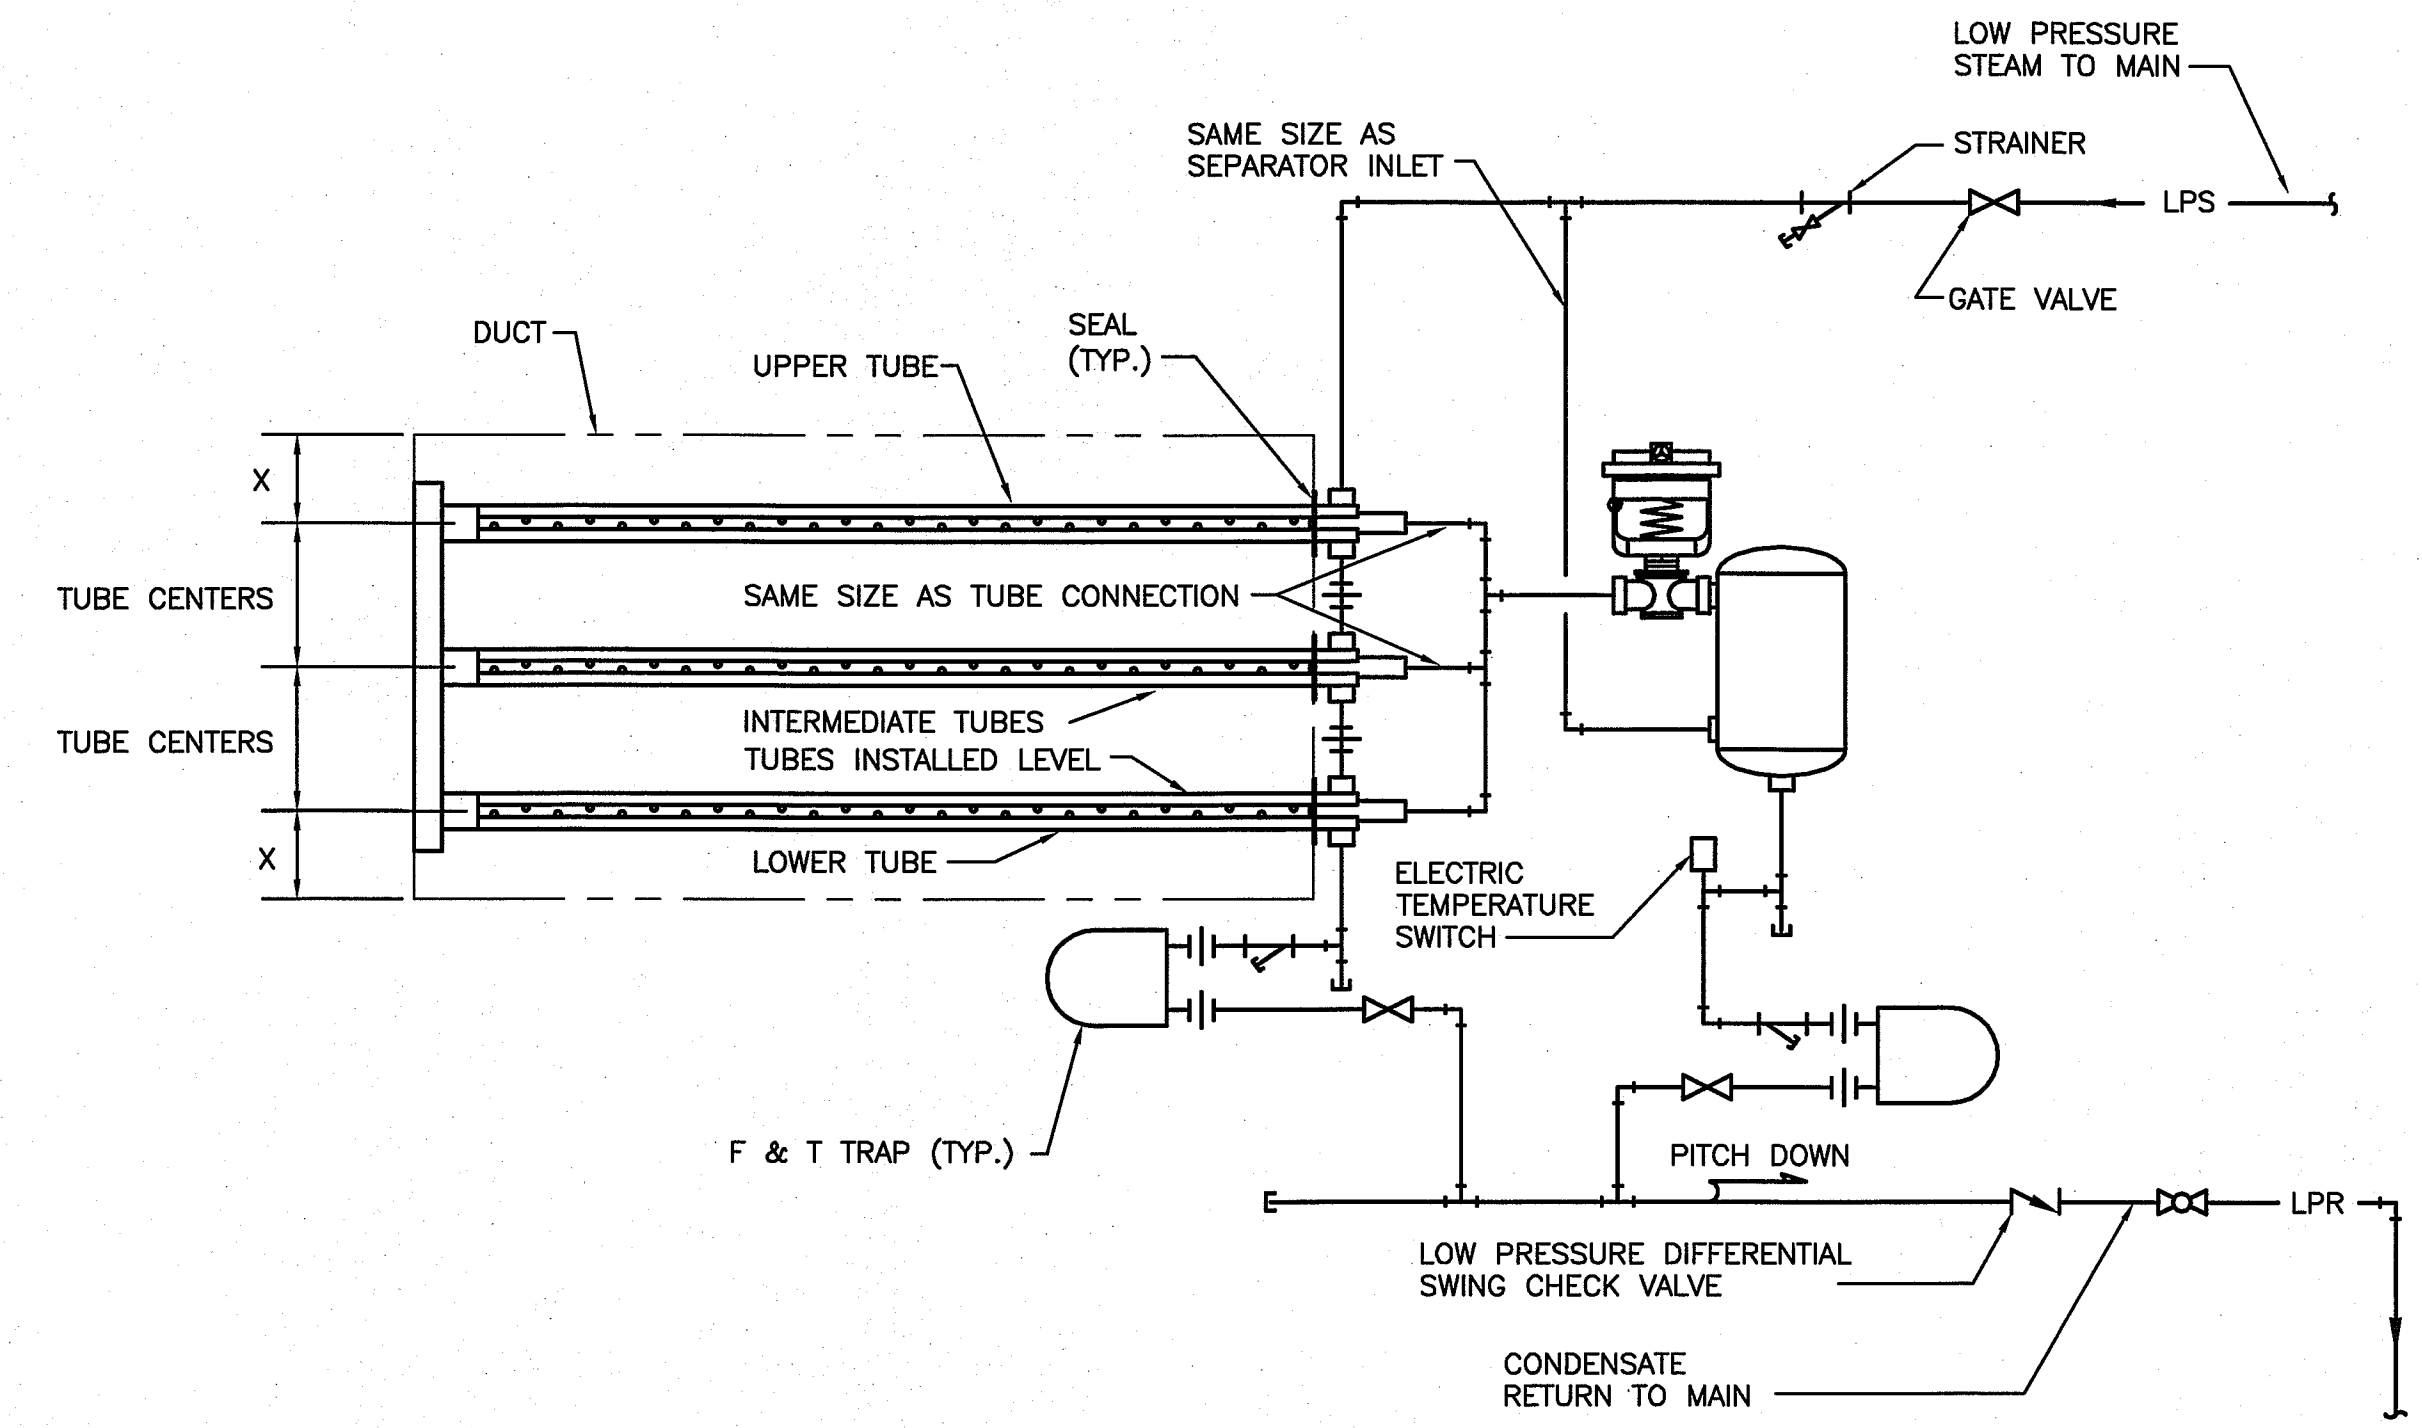 LOW PRESSURE
STEAM TO MAIN
SAME SIZE AS
SEPARATOR INLET
STRAINER
LPS
GATE VALVE
DUCT
SEAL
(TYP.)
UPPER TUBE
X
TUBE CENTERS
SAME SIZE AS TUBE CONNECTION
INTERMEDIATE TUBES
TUBE CENTERS
TUBES INSTALLED LEVEL
LOWER TUBE
X
ELECTRIC
TEMPERATURE
SWITCH
F & T TRAP (TYP.)
PITCH DOWN
LPR
LOW PRESSURE DIFFERENTIAL
SWING CHECK VALVE
CONDENSATE
RETURN TO MAIN